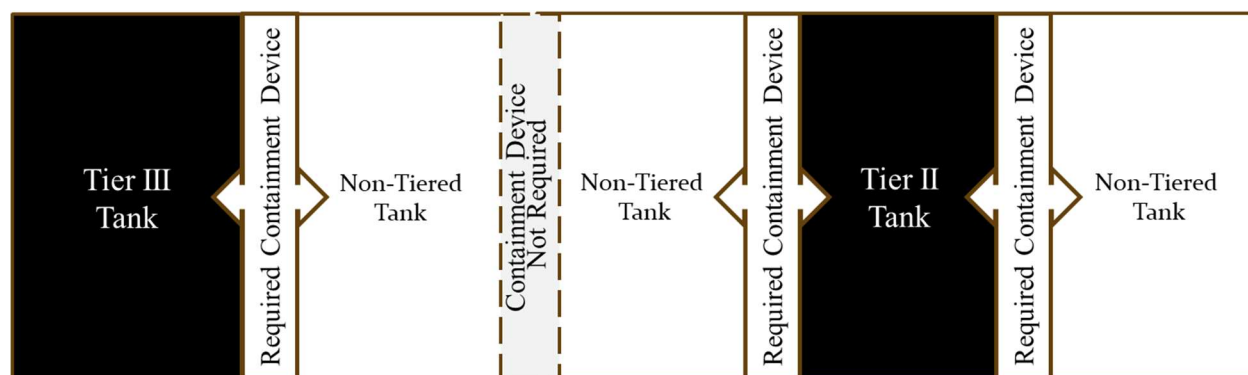 Tier III
Tank
Required Containment Device
Non-Tiered
Tank
Containment Device
Not Required
Non-Tiered
Tank
Required Containment Device
Tier II
Tank
Required Containment Device
Non-Tiered
Tank